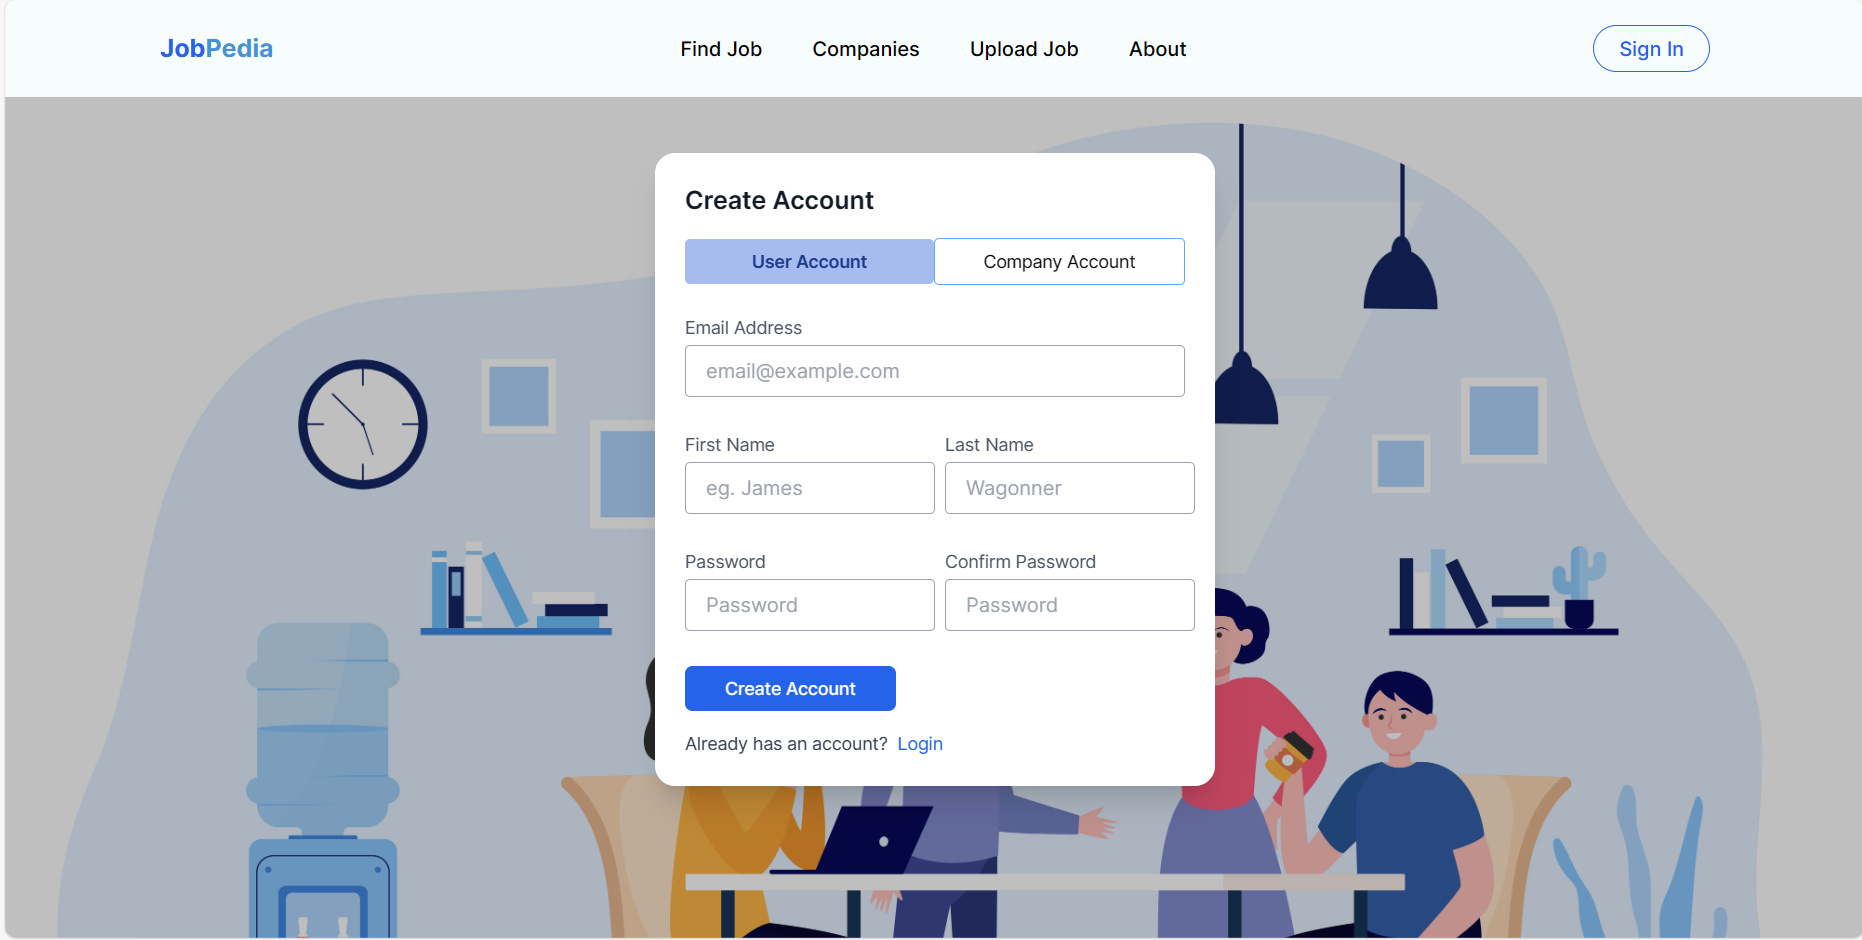 JobPedia Find Job Companies Upload Job About Sign In
Create Account
User Account Company Account
Email Address
email@example.com
First Name Last Name
eg. James Wagonner
Password Confirm Password
Password Password
Create Account
Already has an account? Login